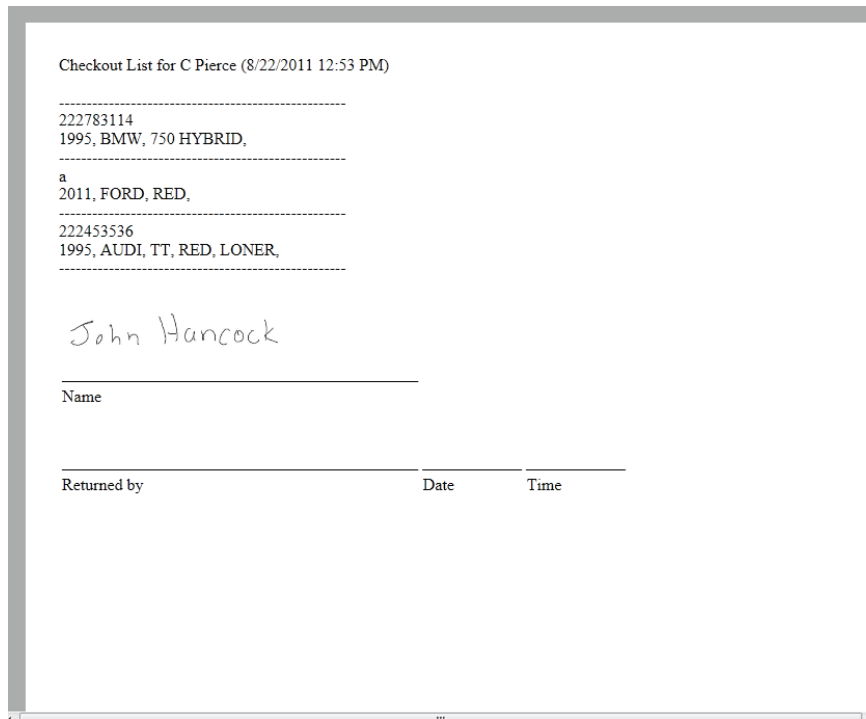 Checkout List for C Pierce (8/22/2011 12:53 PM)
----------------------------------------------------
222783114
1995, BMW, 750 HYBRID,
----------------------------------------------------
a
2011, FORD, RED,
----------------------------------------------------
222453536
1995, AUDI, TT, RED, LONER,
----------------------------------------------------
John Hancock
Name
Returned by Date Time